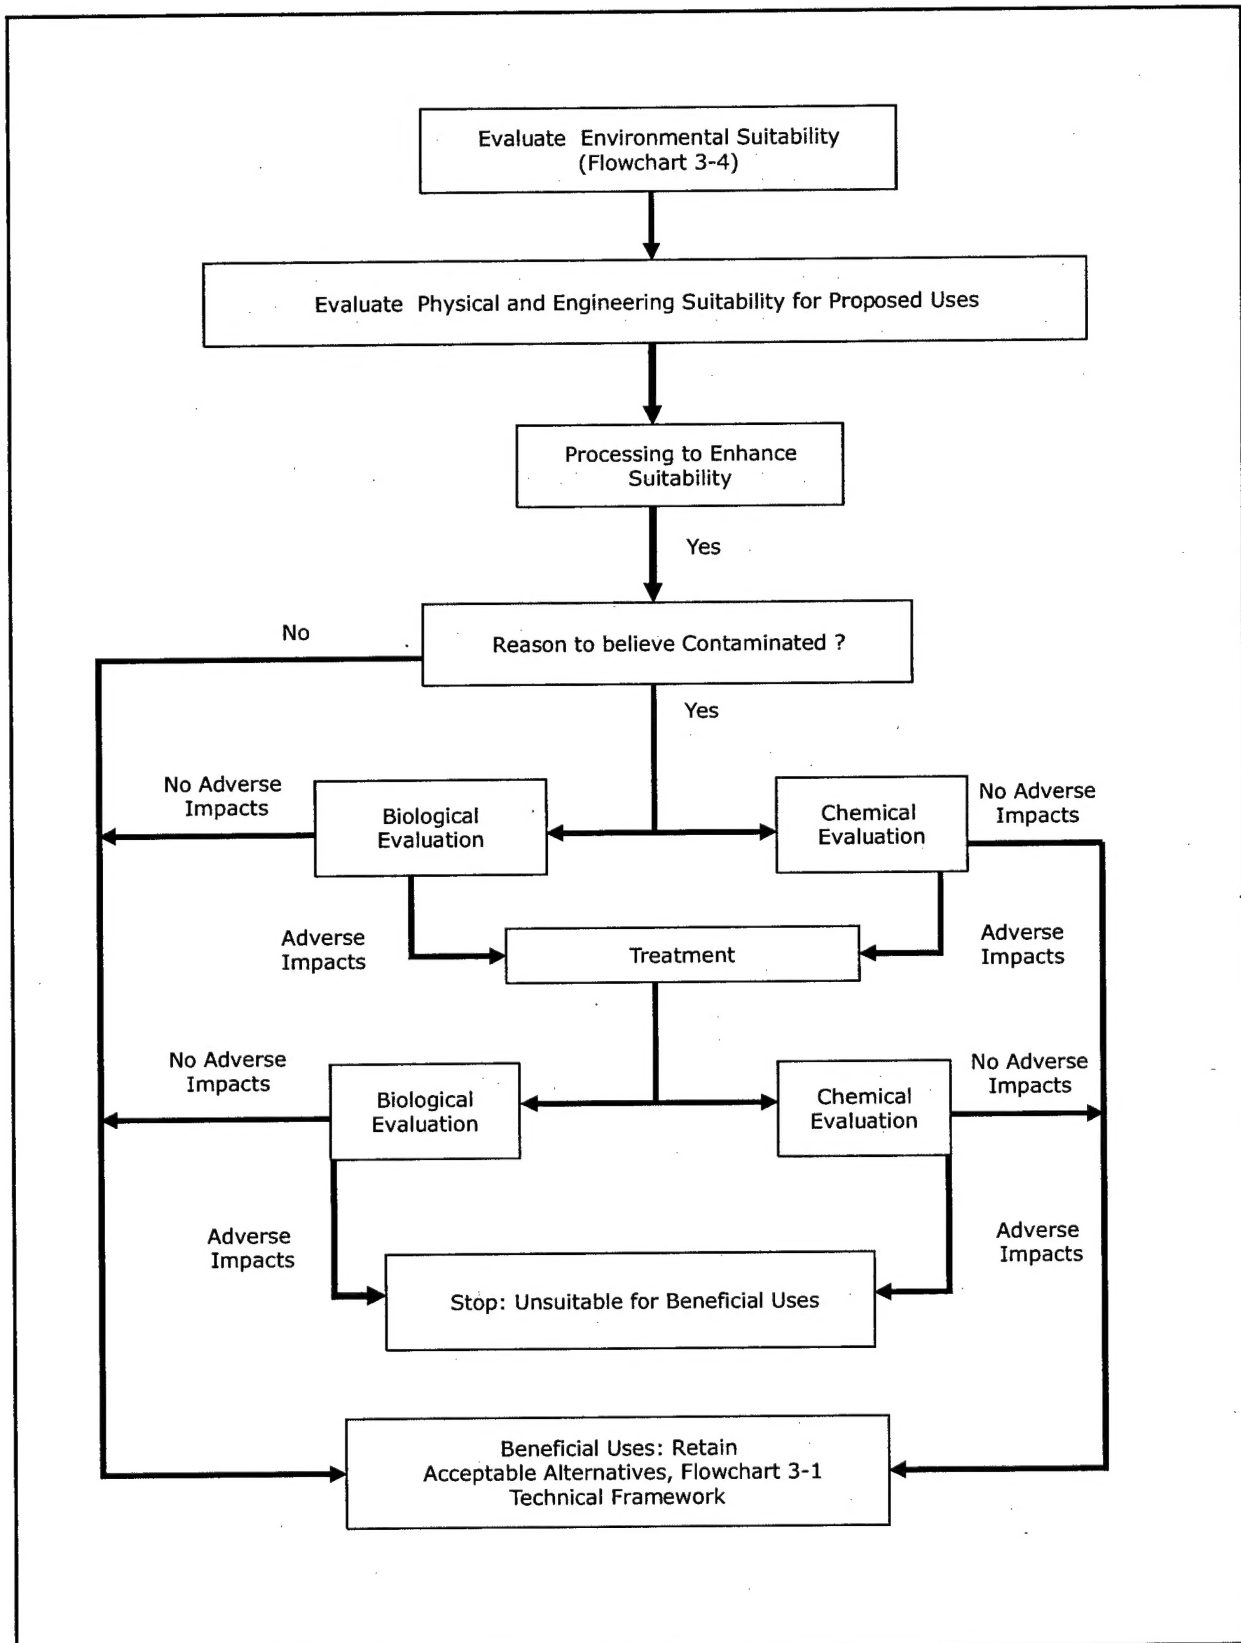 Evaluate Environmental Suitability
(Flowchart 3-4)
Evaluate Physical and Engineering Suitability for Proposed Uses
Processing to Enhance
Suitability
Yes
Reason to believe Contaminated ?
No
Yes
No Adverse
Impacts
Biological
Evaluation
Chemical
Evaluation
No Adverse
Impacts
Adverse
Impacts
Treatment
Adverse
Impacts
No Adverse
Impacts
Biological
Evaluation
Chemical
Evaluation
No Adverse
Impacts
Adverse
Impacts
Adverse
Impacts
Stop: Unsuitable for Beneficial Uses
Beneficial Uses: Retain
Acceptable Alternatives, Flowchart 3-1
Technical Framework